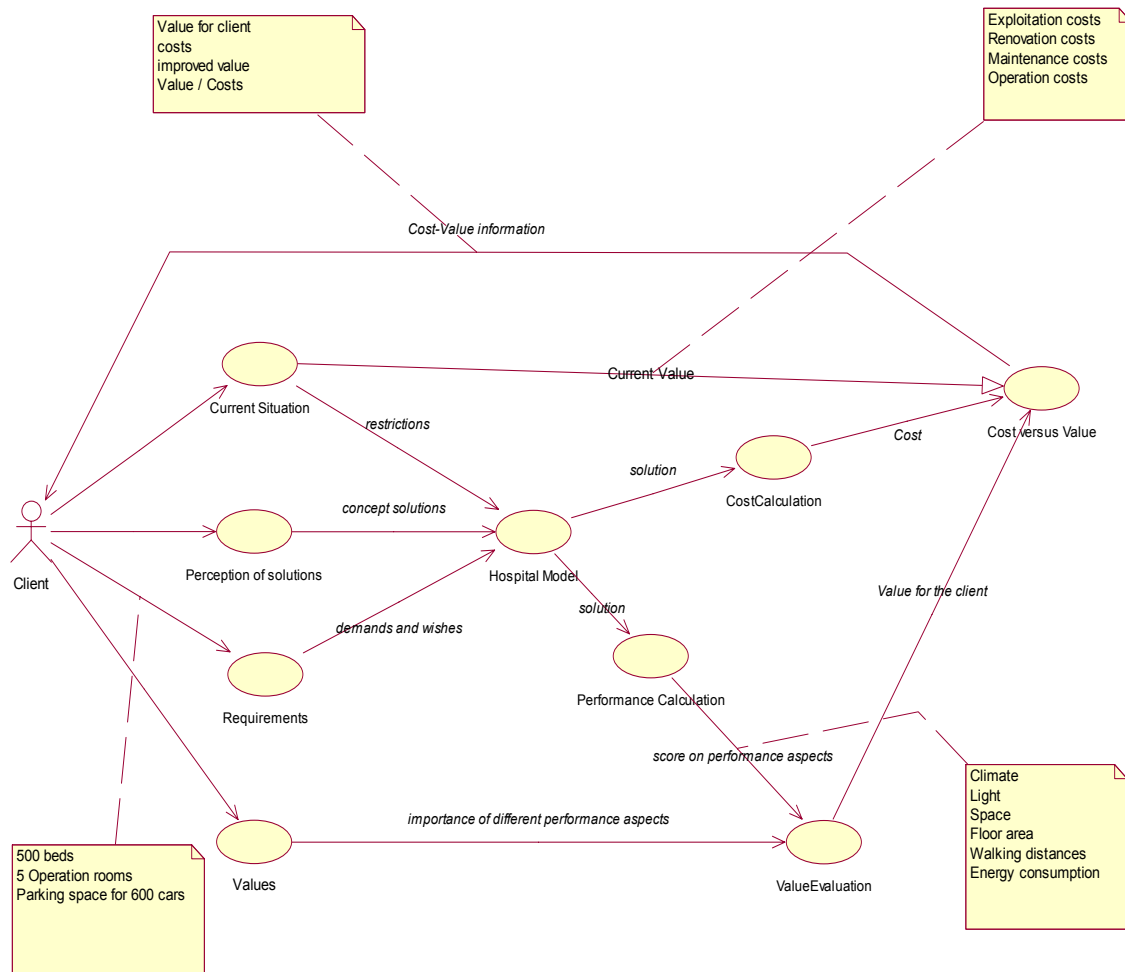 Value for client
costs
improved value
Value / Costs
Exploitation costs
Renovation costs
Maintenance costs
Operation costs
Cost-Value information
Current Value
Current Situation
restrictions
Cost versus Value
Cost
solution
CostCalculation
concept solutions
Perception of solutions
Hospital Model
Client
Value for the client
solution
demands and wishes
Requirements
Performance Calculation
score on performance aspects
Climate
Light
Space
Floor area
Walking distances
Energy consumption
importance of different performance aspects
500 beds
5 Operation rooms
Parking space for 600 cars
Values
ValueEvaluation